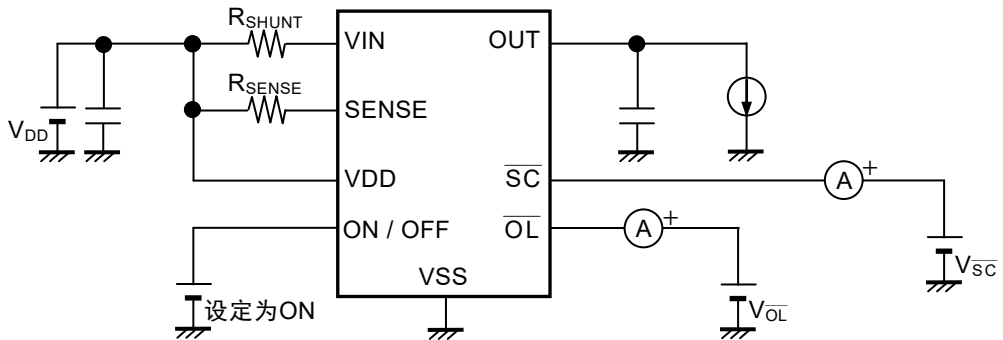 RSHUNT
VIN
OUT
RSENSE
SENSE
VDD
VDD
SC
A
+
ON / OFF
OL
A
+
VSS
设定为ON
VOL
VSC